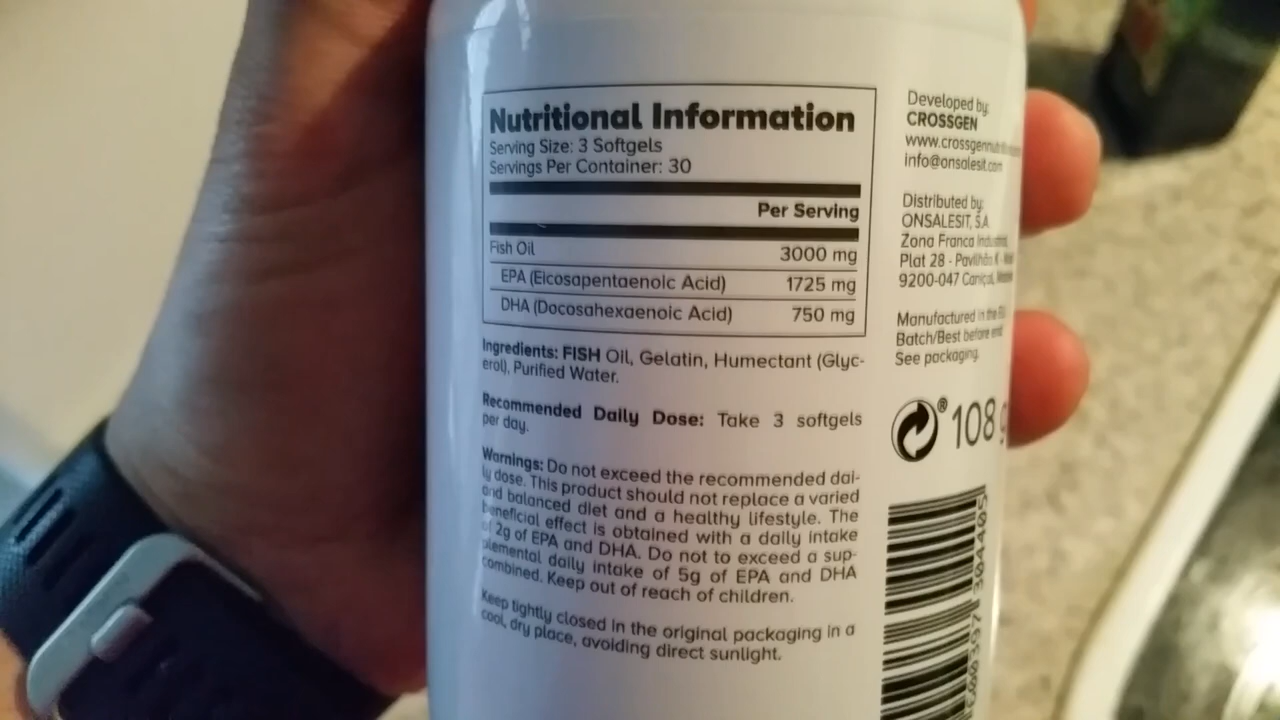 Nutritional Information
Serving Size: 3 Softgels
Servings Per Container: 30
Per Serving
Fish Oil 3000 mg
EPA (Eicosapentaenoic Acid) 1725 mg
DHA (Docosahexaenoic Acid) 750 mg
Ingredients: FISH Oil, Gelatin, Humectant (Glyc-
erol), Purified Water.
Recommended Daily Dose: Take 3 softgels
per day.
Warnings: Do not exceed the recommended dai-
ly dose. This product should not replace a varied
and balanced diet and a healthy lifestyle. The
beneficial effect is obtained with a daily intake
of 2g of EPA and DHA. Do not to exceed a sup-
plemental daily intake of 5g of EPA and DHA
combined. Keep out of reach of children.
Keep tightly closed in the original packaging in a
cool, dry place, avoiding direct sunlight.
Developed by:
CROSSGEN
info@onsalesit.com
Distributed by:
ONSALESIT, S.A.
Zona Franca
Plat 28 - Pavilhão K -
9200-047 Caniçal,
Manufactured in the
Batch/Best before end:
See packaging.
® 108 g